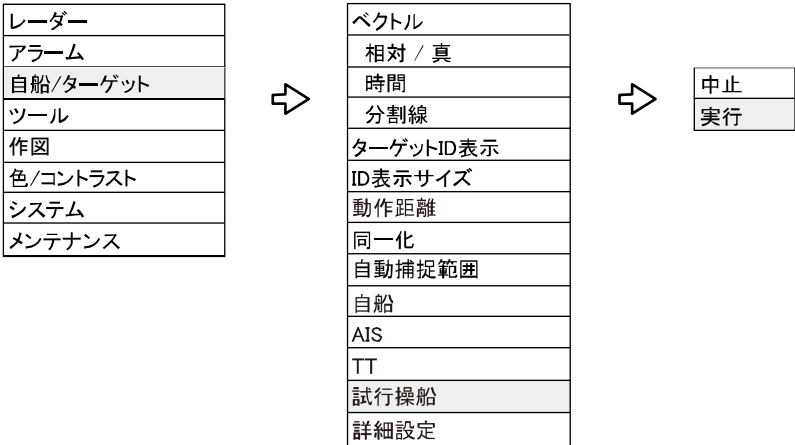 レーダー
アラーム
自船/ターゲット
ツール
作図
色/コントラスト
システム
メンテナンス
ベクトル
相対 / 真
時間
分割線
ターゲットID表示
ID表示サイズ
動作距離
同一化
自動捕捉範囲
自船
AIS
TT
試行操船
詳細設定
中止
実行